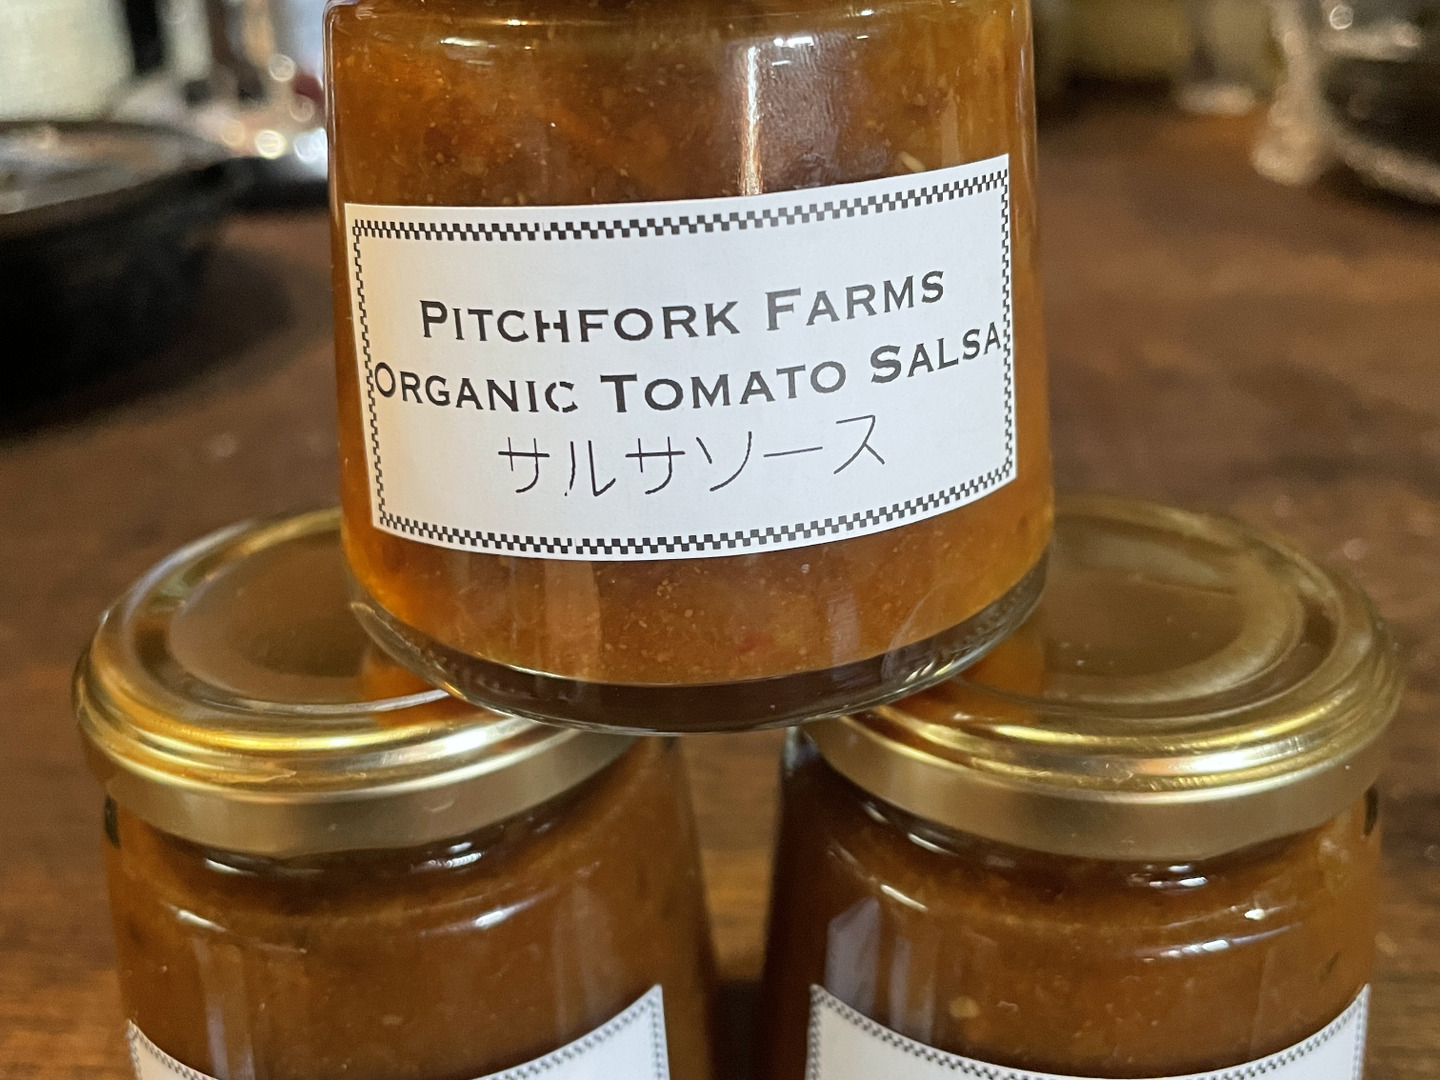 PITCHFORK FARMS
ORGANIC TOMATO SALSA
サルサソース